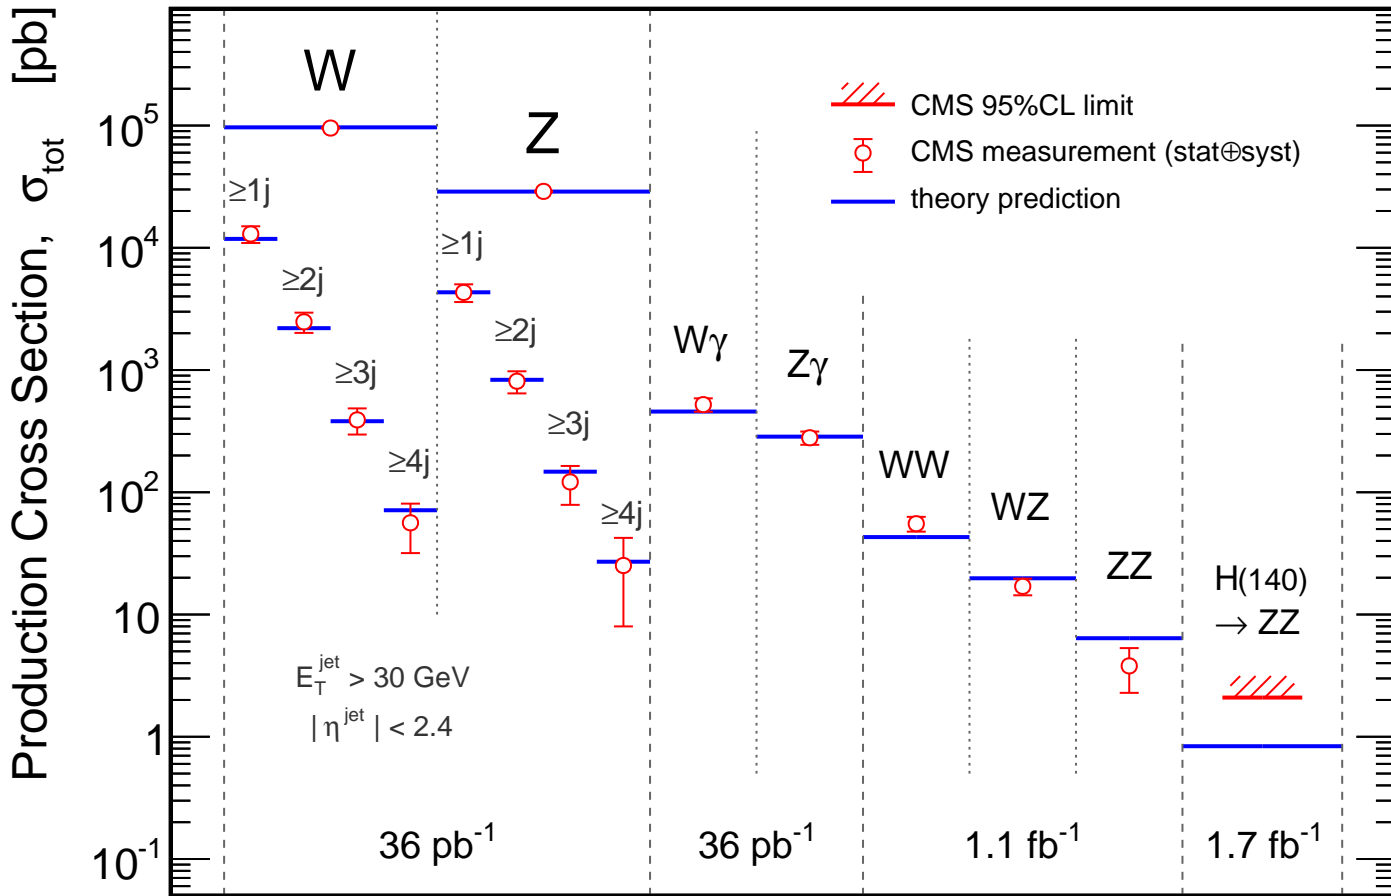 Production Cross Section, σ_tot [pb]
10^5
10^4
10^3
10^2
10
1
10^-1
W
Z
≥1j
≥2j
≥3j
≥4j
≥1j
≥2j
≥3j
≥4j
Wγ
Zγ
WW
WZ
ZZ
H(140)
→ ZZ
CMS 95%CL limit
CMS measurement (stat⊕syst)
theory prediction
E_T^jet > 30 GeV
| η^jet | < 2.4
36 pb^-1
36 pb^-1
1.1 fb^-1
1.7 fb^-1